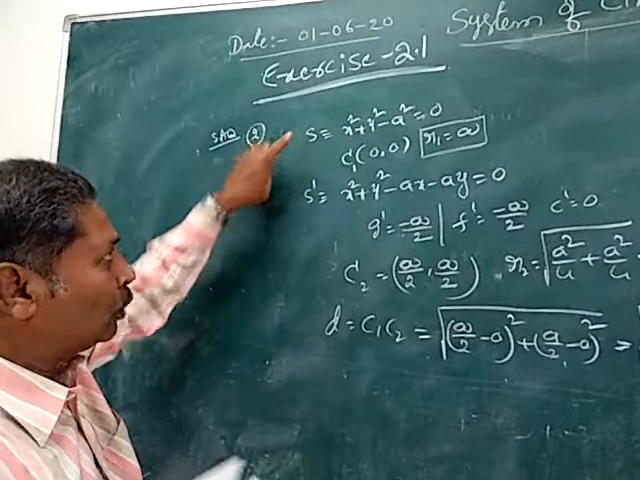 Date:- 01-06-20
System of Ci
Exercise-2.1
SAQ ② S≡ x²+y²-a²=0
C₁(0,0) r₁=a
S'≡ x²+y²-ax-ay=0
g'=-a/2 | f'=-a/2 c'=0
C₂=(a/2, a/2) r₂=√a²/4+a²/4
d=C₁C₂=√(a/2-0)²+(a/2-0)² =